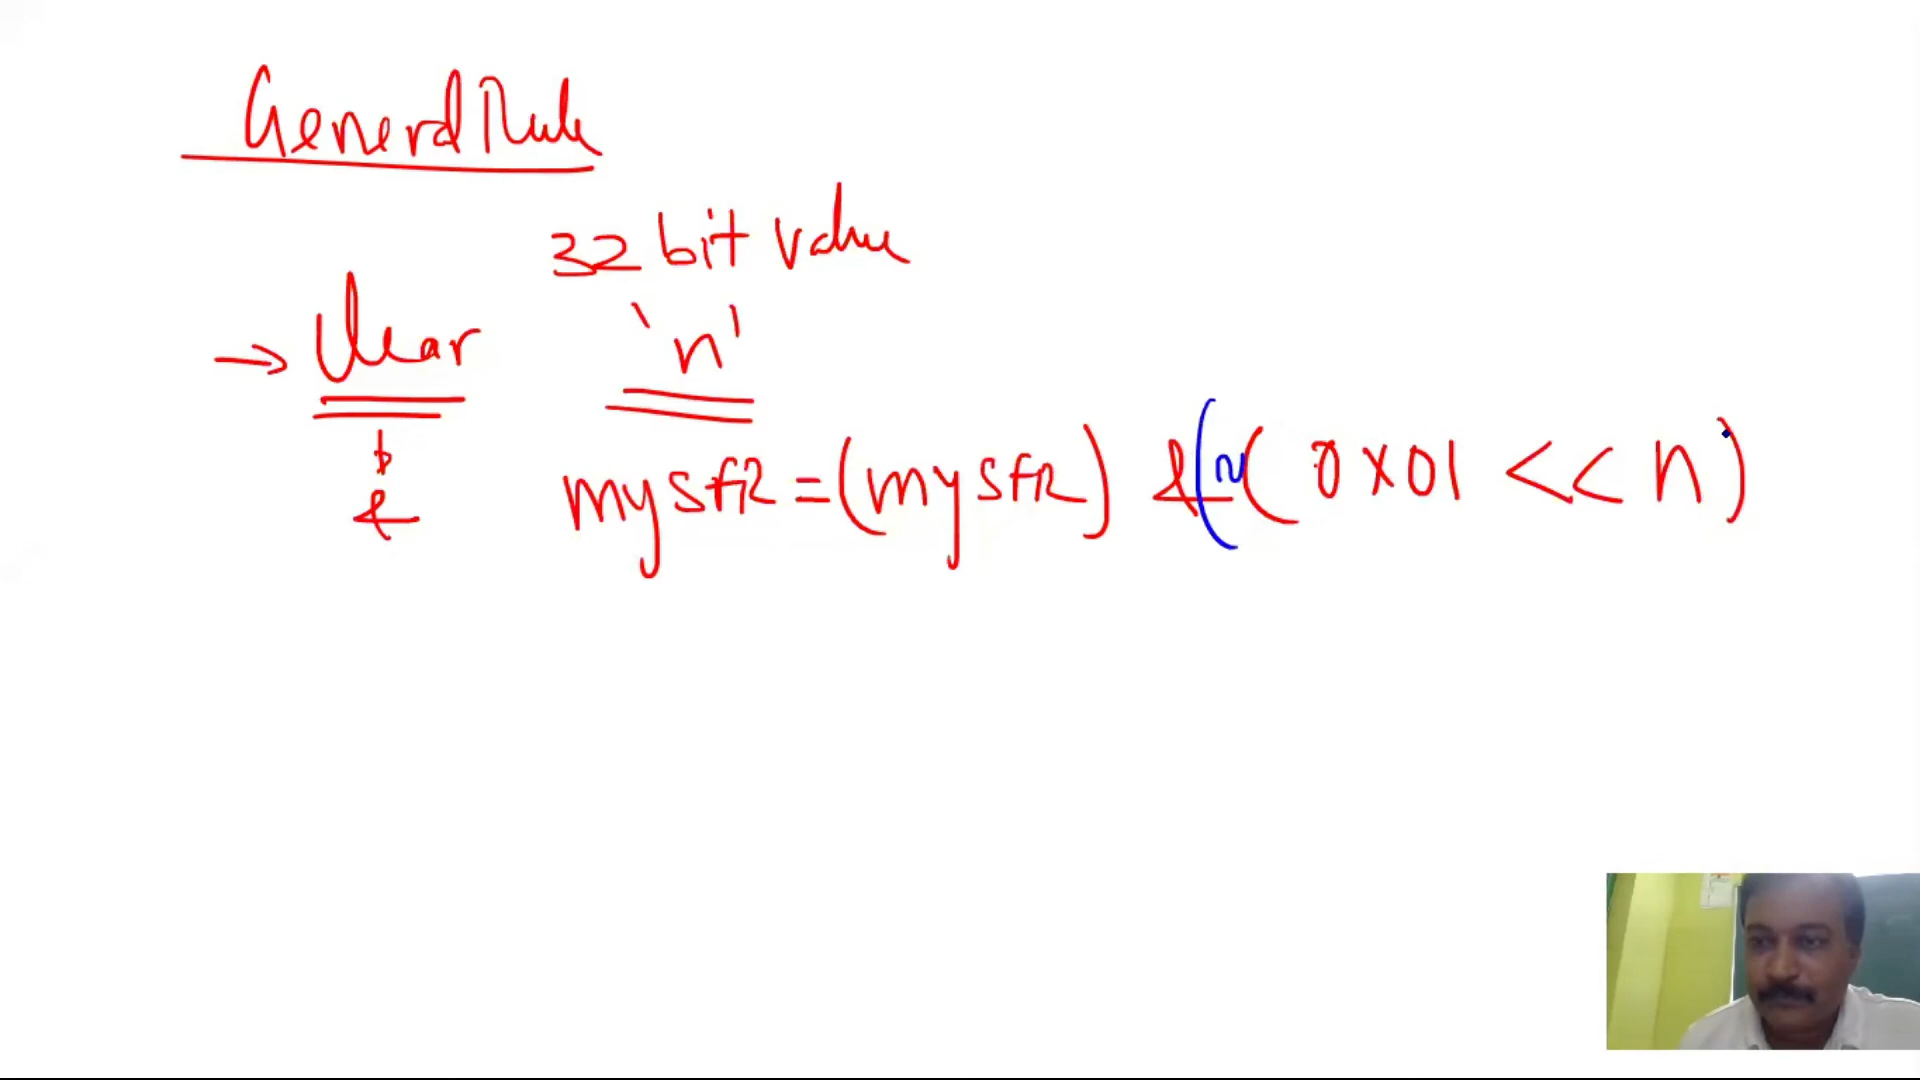 General Rule
32 bit value
→ Clear 'n'
&
mySFR = (mySFR) & (~( 0x01 << n)